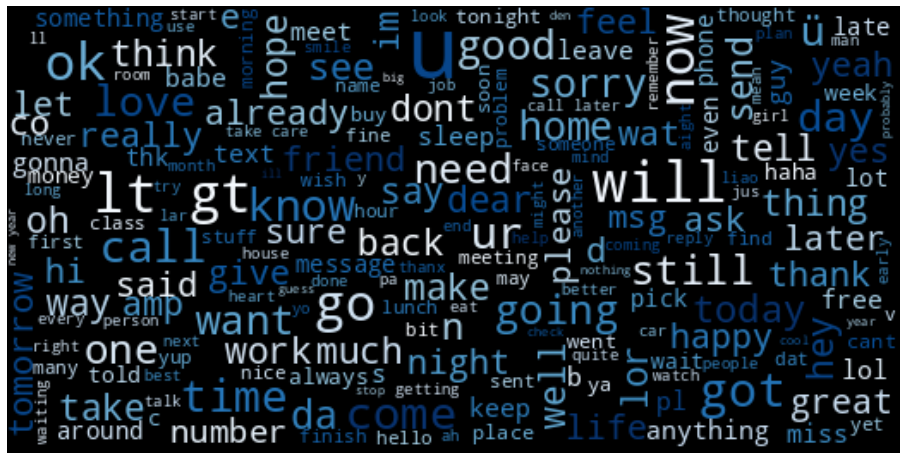 something use start e hope meet im look tonight den feel now thought plan ü man late
ll ok think room babe morning see smile name big u good leave sorry remember send even phone mean guy yeah
let love already buy dont job soon problem call later home wat week day probably
co never really take care fine sleep someone aight girl tell yes
gonna money thk month text friend need face mind liao haha lot
long lt gt try ill wish y say dear might please another will jus thing
oh class lar know hour end ur help msg ask
new year first call stuff sure back d coming reply find later
hi said give house message thanx meeting may nothing still thank early
tomorrow way amp heart guess done pa lunch make eat going better pick today free v
every person want yo go bit n check car happy hey year cant
right many one next yup work much night well went quite lor wait people dat cool lol
waiting told best nice always s stop getting sent b ya watch pl got great
take talk c time da come keep life anything miss yet
around number finish hello ah place